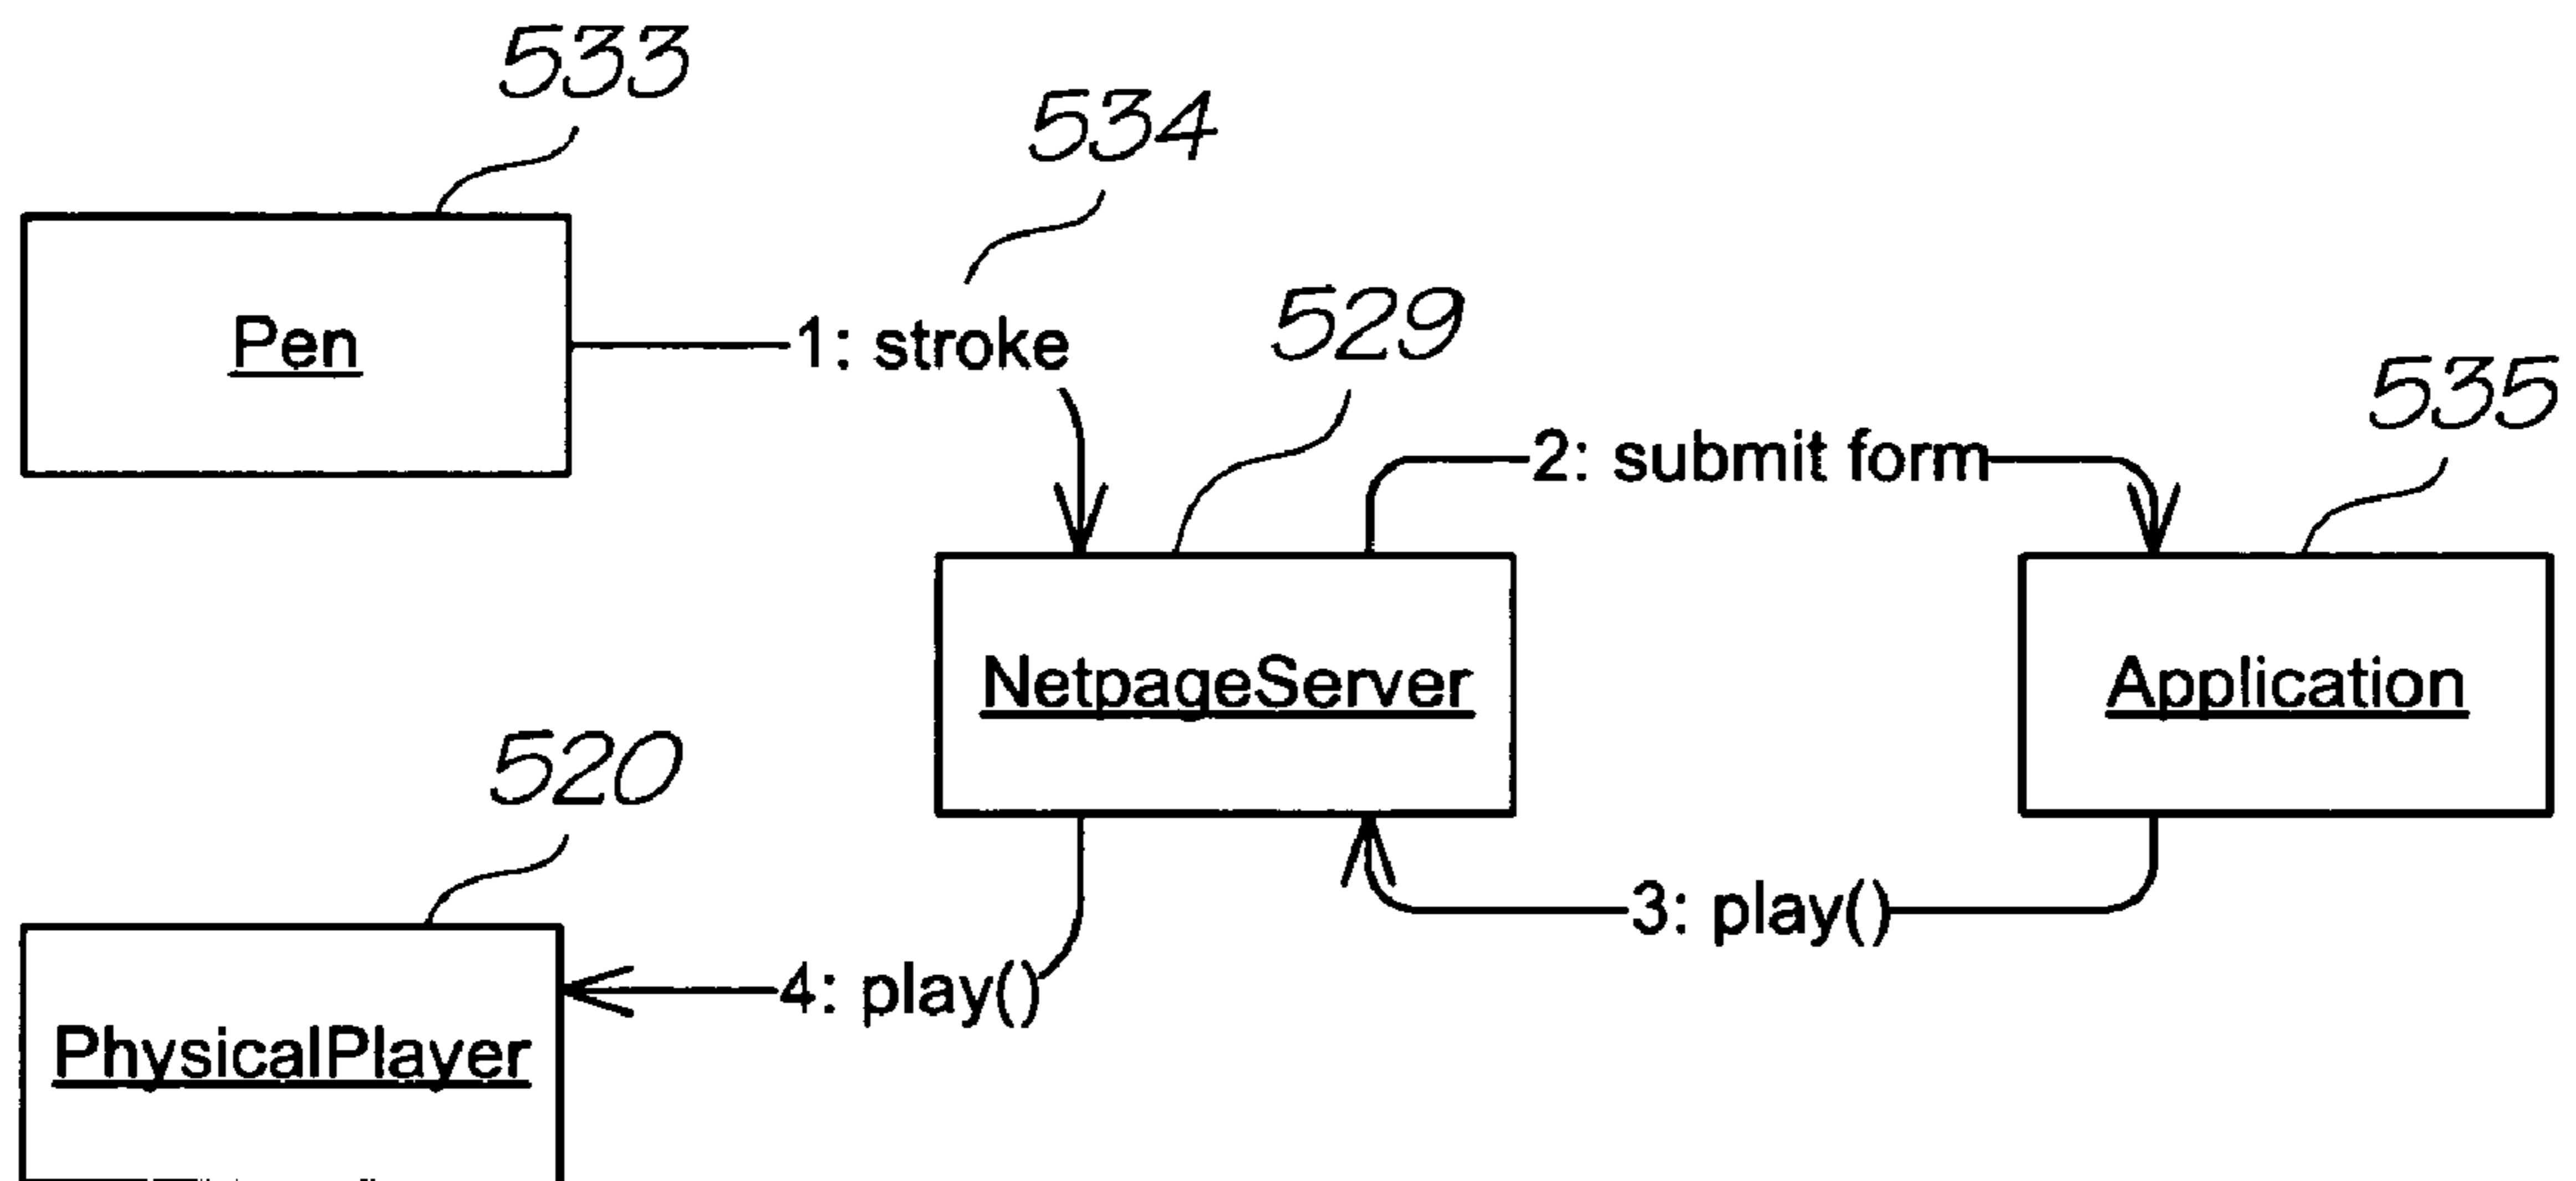 533
534
Pen
1: stroke
529
2: submit form
535
NetpageServer
Application
520
3: play()
4: play()
PhysicalPlayer